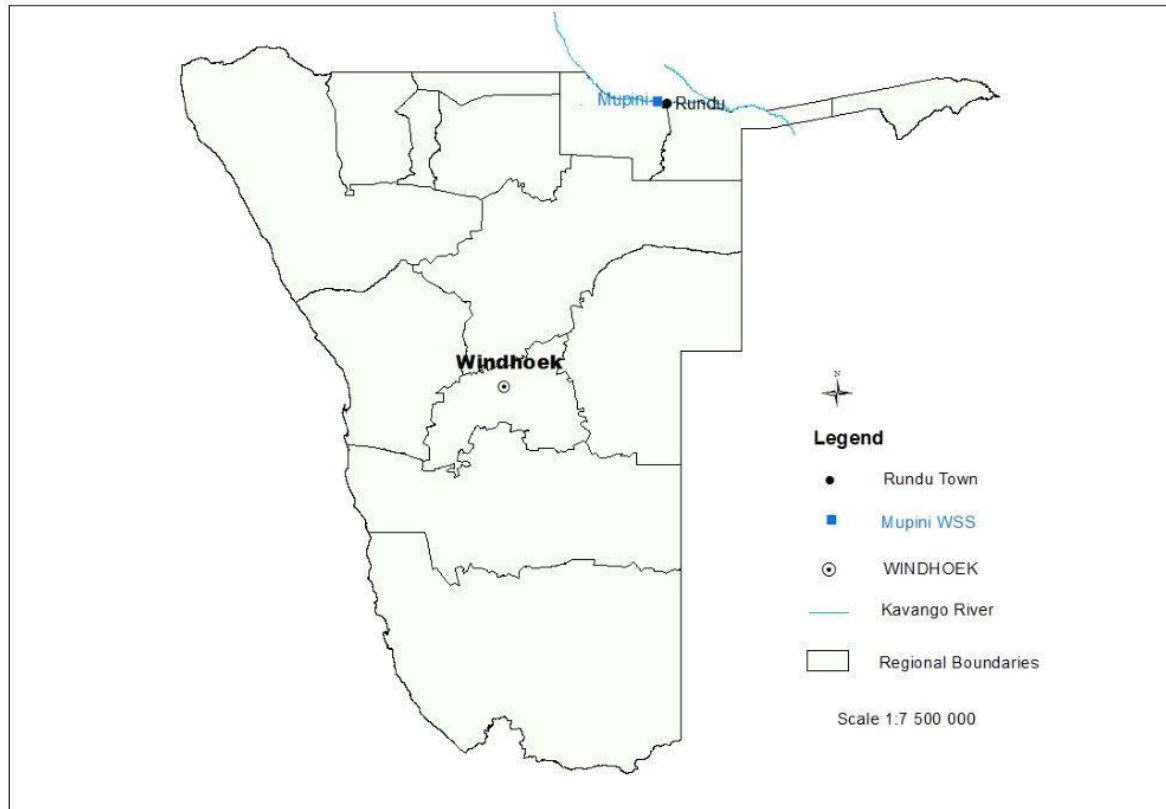 Mupini
Rundu
Windhoek
N
Legend
Rundu Town
Mupini WSS
WINDHOEK
Kavango River
Regional Boundaries
Scale 1:7 500 000